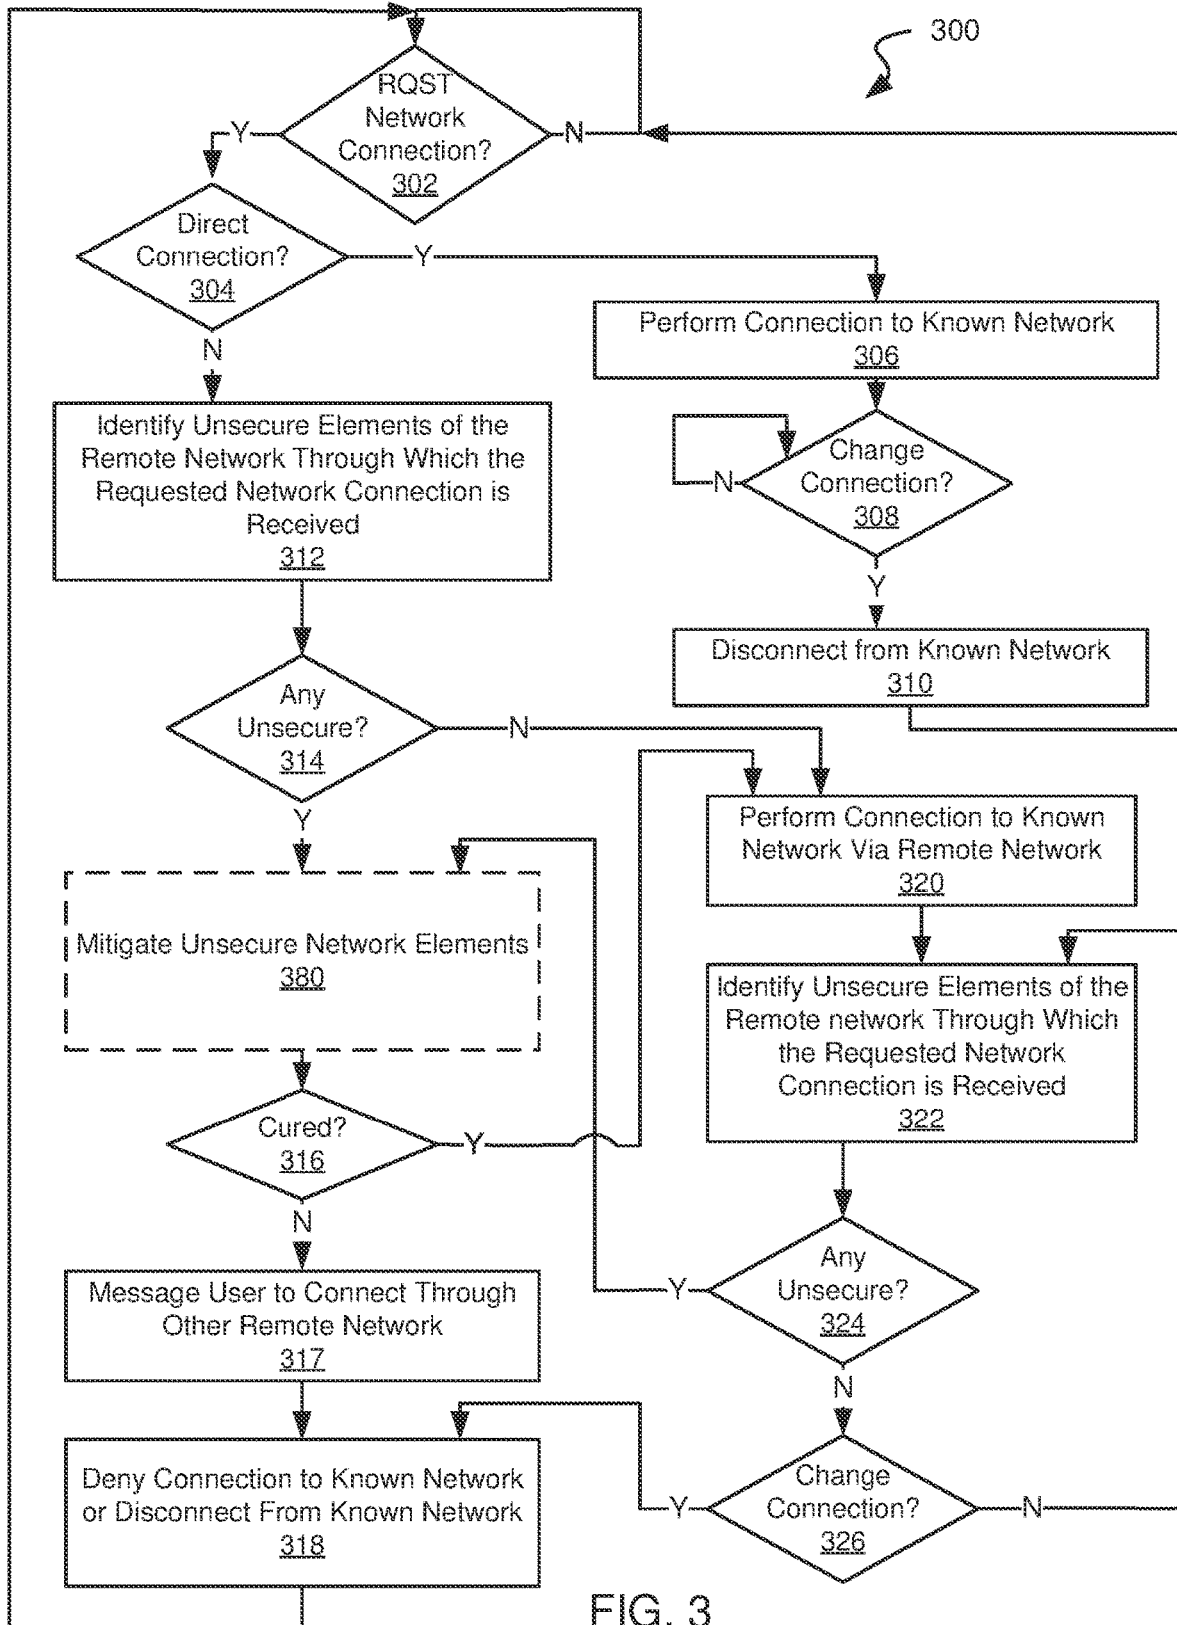 300
RQST
Network
Connection?
302
Y
N
Direct
Connection?
304
Y
N
Perform Connection to Known Network
306
Change
Connection?
308
N
Y
Disconnect from Known Network
310
Identify Unsecure Elements of the
Remote Network Through Which the
Requested Network Connection is
Received
312
Any
Unsecure?
314
N
Y
Mitigate Unsecure Network Elements
380
Cured?
316
Y
N
Message User to Connect Through
Other Remote Network
317
Deny Connection to Known Network
or Disconnect From Known Network
318
Perform Connection to Known
Network Via Remote Network
320
Identify Unsecure Elements of the
Remote network Through Which
the Requested Network
Connection is Received
322
Any
Unsecure?
324
Y
N
Change
Connection?
326
Y
N
FIG. 3